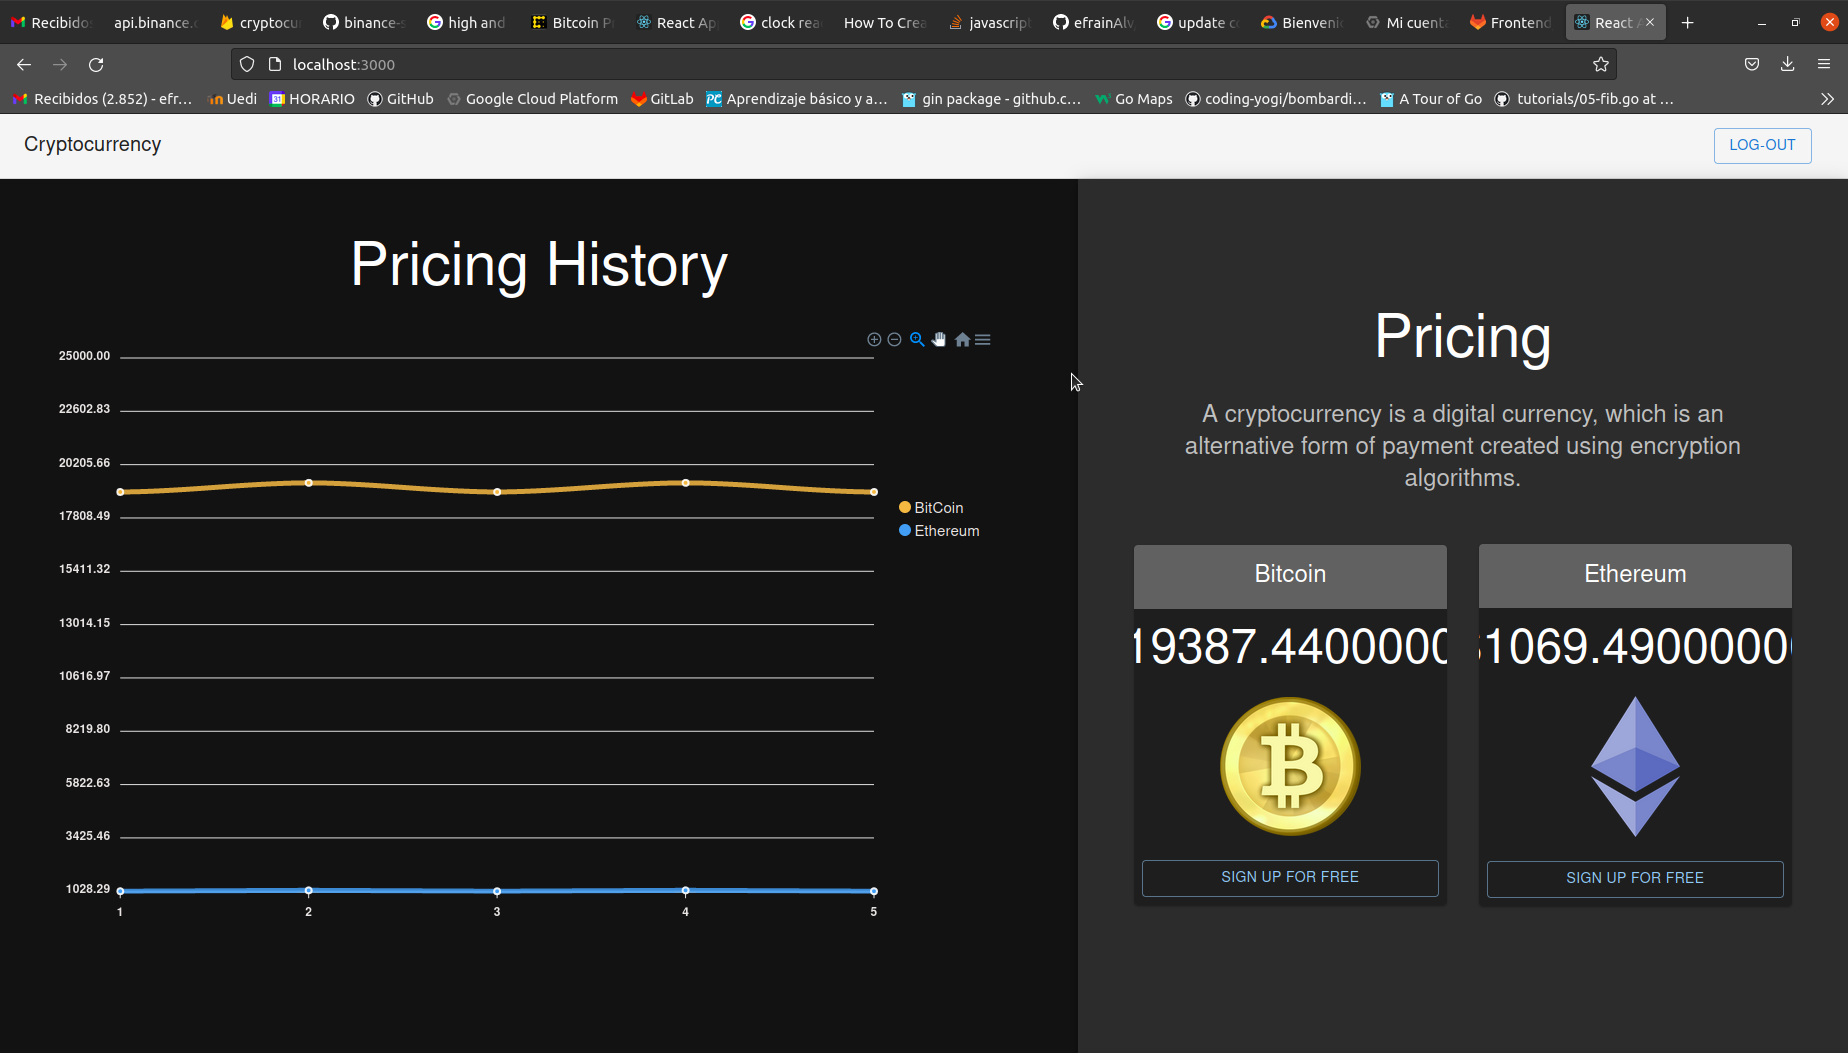 Recibidos
api.binance.
cryptocu
binance-s
high and
Bitcoin P
React Ap
clock rea
How To Crea
javascript
efrainAlv
update c
Bienveni
Mi cuent
Frontend
React A
localhost:3000
Recibidos (2.852) - efr...
Uedi
HORARIO
GitHub
Google Cloud Platform
GitLab
Aprendizaje básico y a...
gin package - github.c...
Go Maps
coding-yogi/bombardi...
A Tour of Go
tutorials/05-fib.go at ...
Cryptocurrency
LOG-OUT
Pricing History
25000.00
22602.83
20205.66
17808.49
15411.32
13014.15
10616.97
8219.80
5822.63
3425.46
1028.29
1 2 3 4 5
BitCoin
Ethereum
Pricing
A cryptocurrency is a digital currency, which is an
alternative form of payment created using encryption
algorithms.
Bitcoin
19387.4400000
SIGN UP FOR FREE
Ethereum
1069.4900000
SIGN UP FOR FREE